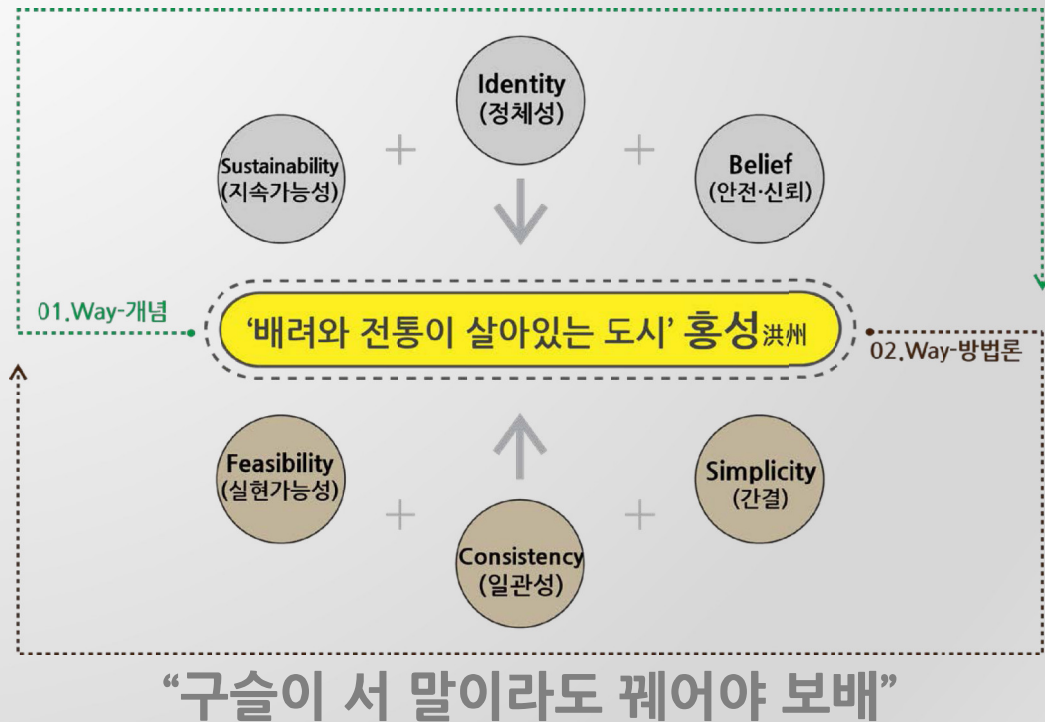 Identity
(정체성)
Sustainability
(지속가능성)
Belief
(안전·신뢰)
01.Way-개념
‘배려와 전통이 살아있는 도시’ 홍성洪州
02.Way-방법론
Feasibility
(실현가능성)
Simplicity
(간결)
Consistency
(일관성)
“구슬이 서 말이라도 꿰어야 보배”